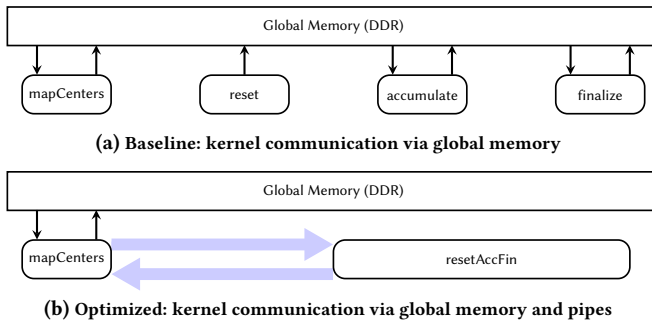 Global Memory (DDR)
mapCenters
reset
accumulate
finalize
(a) Baseline: kernel communication via global memory
Global Memory (DDR)
mapCenters
resetAccFin
(b) Optimized: kernel communication via global memory and pipes